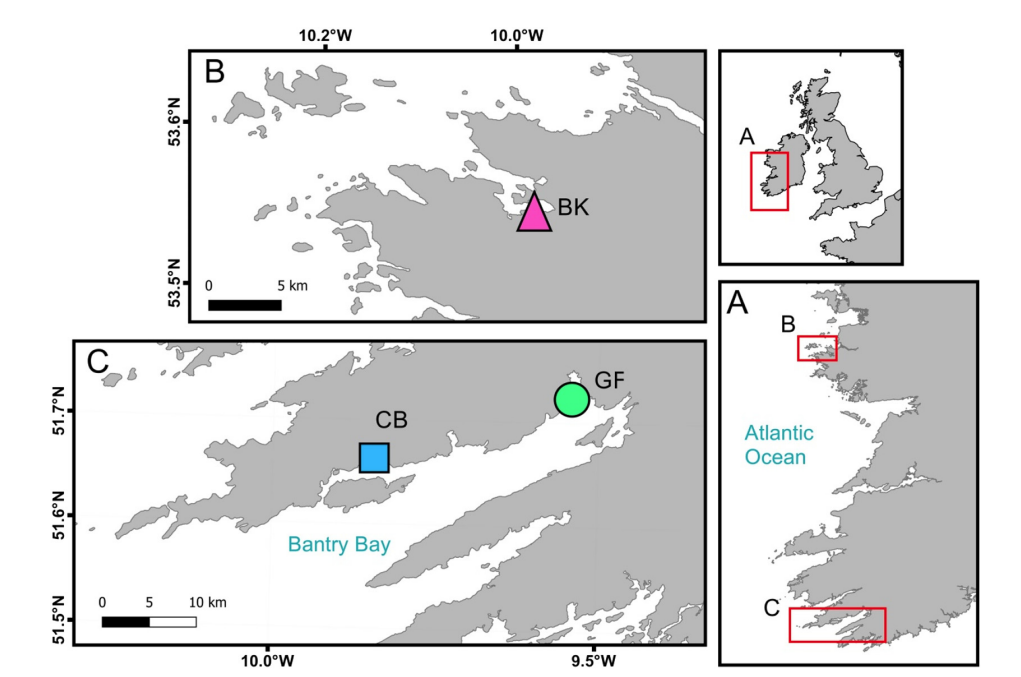 10.2°W 10.0°W
B
53.6°N
BK
53.5°N
0 5 km
A
A
B
Atlantic
Ocean
C
C
51.7°N
GF
CB
51.6°N
Bantry Bay
0 5 10 km
51.5°N
10.0°W 9.5°W